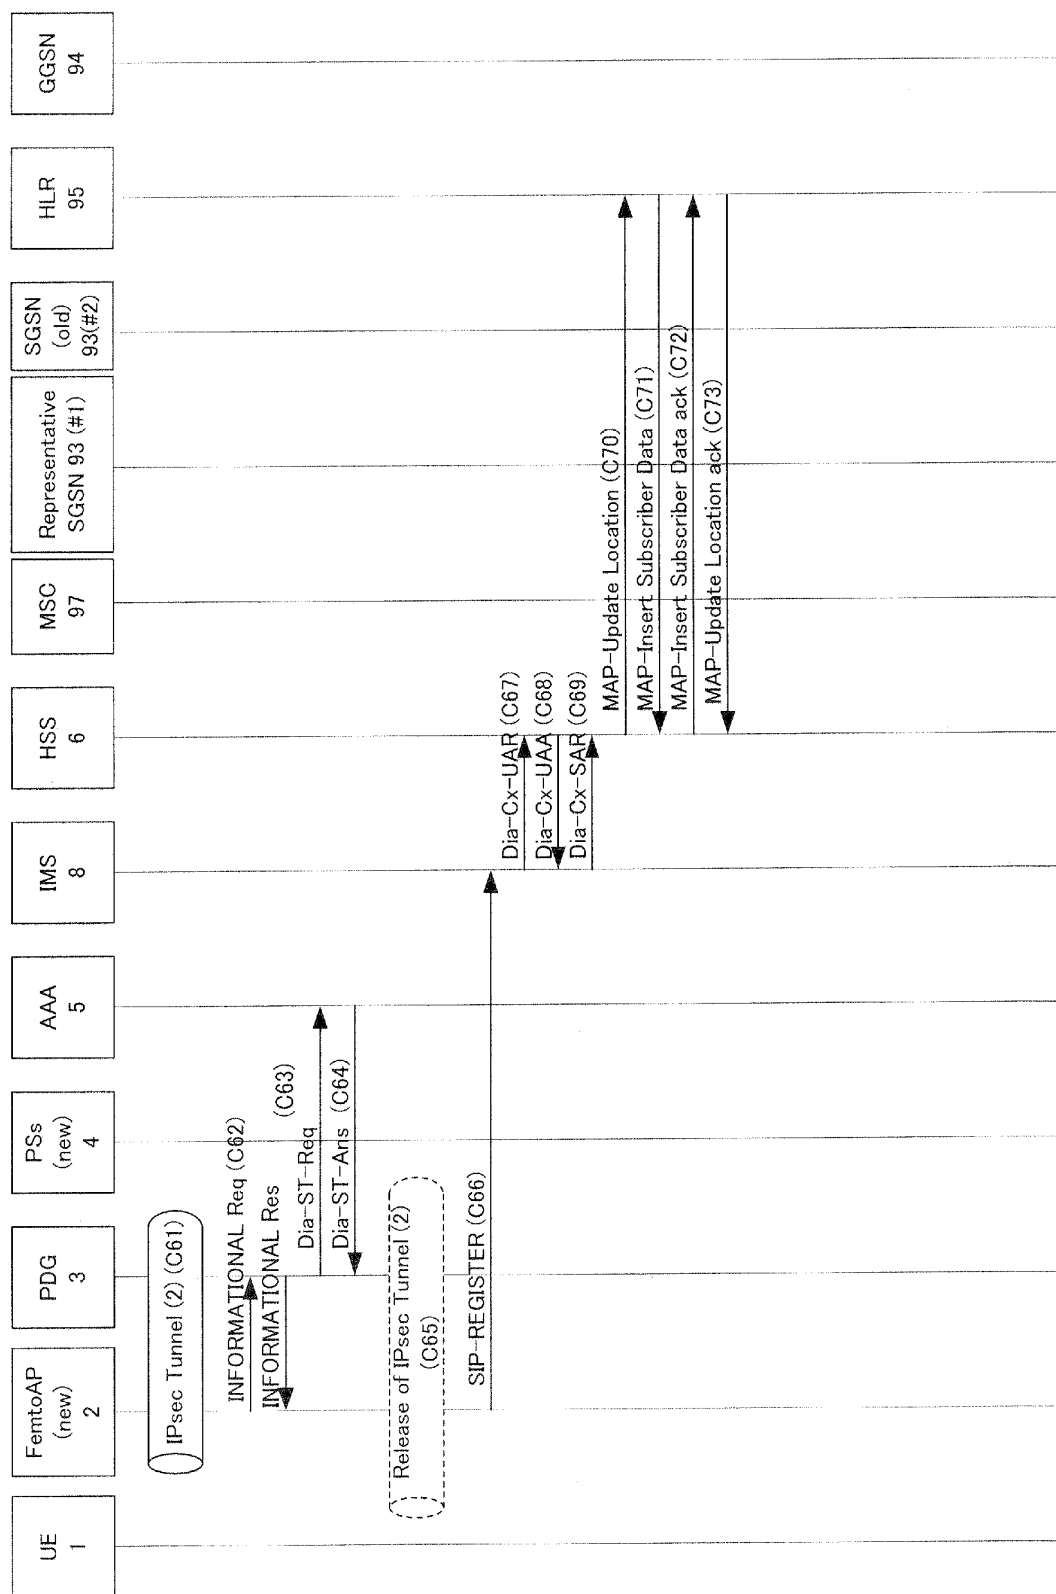 UE
1
FemtoAP
(new)
2
PDG
3
PSs
(new)
4
AAA
5
IMS
8
HSS
6
MSC
97
Representative
SGSN 93 (#1)
SGSN
(old)
93(#2)
HLR
95
GGSN
94
IPsec Tunnel (2) (C61)
INFORMATIONAL Req (C62)
INFORMATIONAL Res
(C63)
Dia-ST-Req
Dia-ST-Ans (C64)
Release of IPsec Tunnel (2)
(C65)
SIP-REGISTER (C66)
Dia-Cx-UAR (C67)
Dia-Cx-UAA (C68)
Dia-Cx-SAR (C69)
MAP-Update Location (C70)
MAP-Insert Subscriber Data (C71)
MAP-Insert Subscriber Data ack (C72)
MAP-Update Location ack (C73)